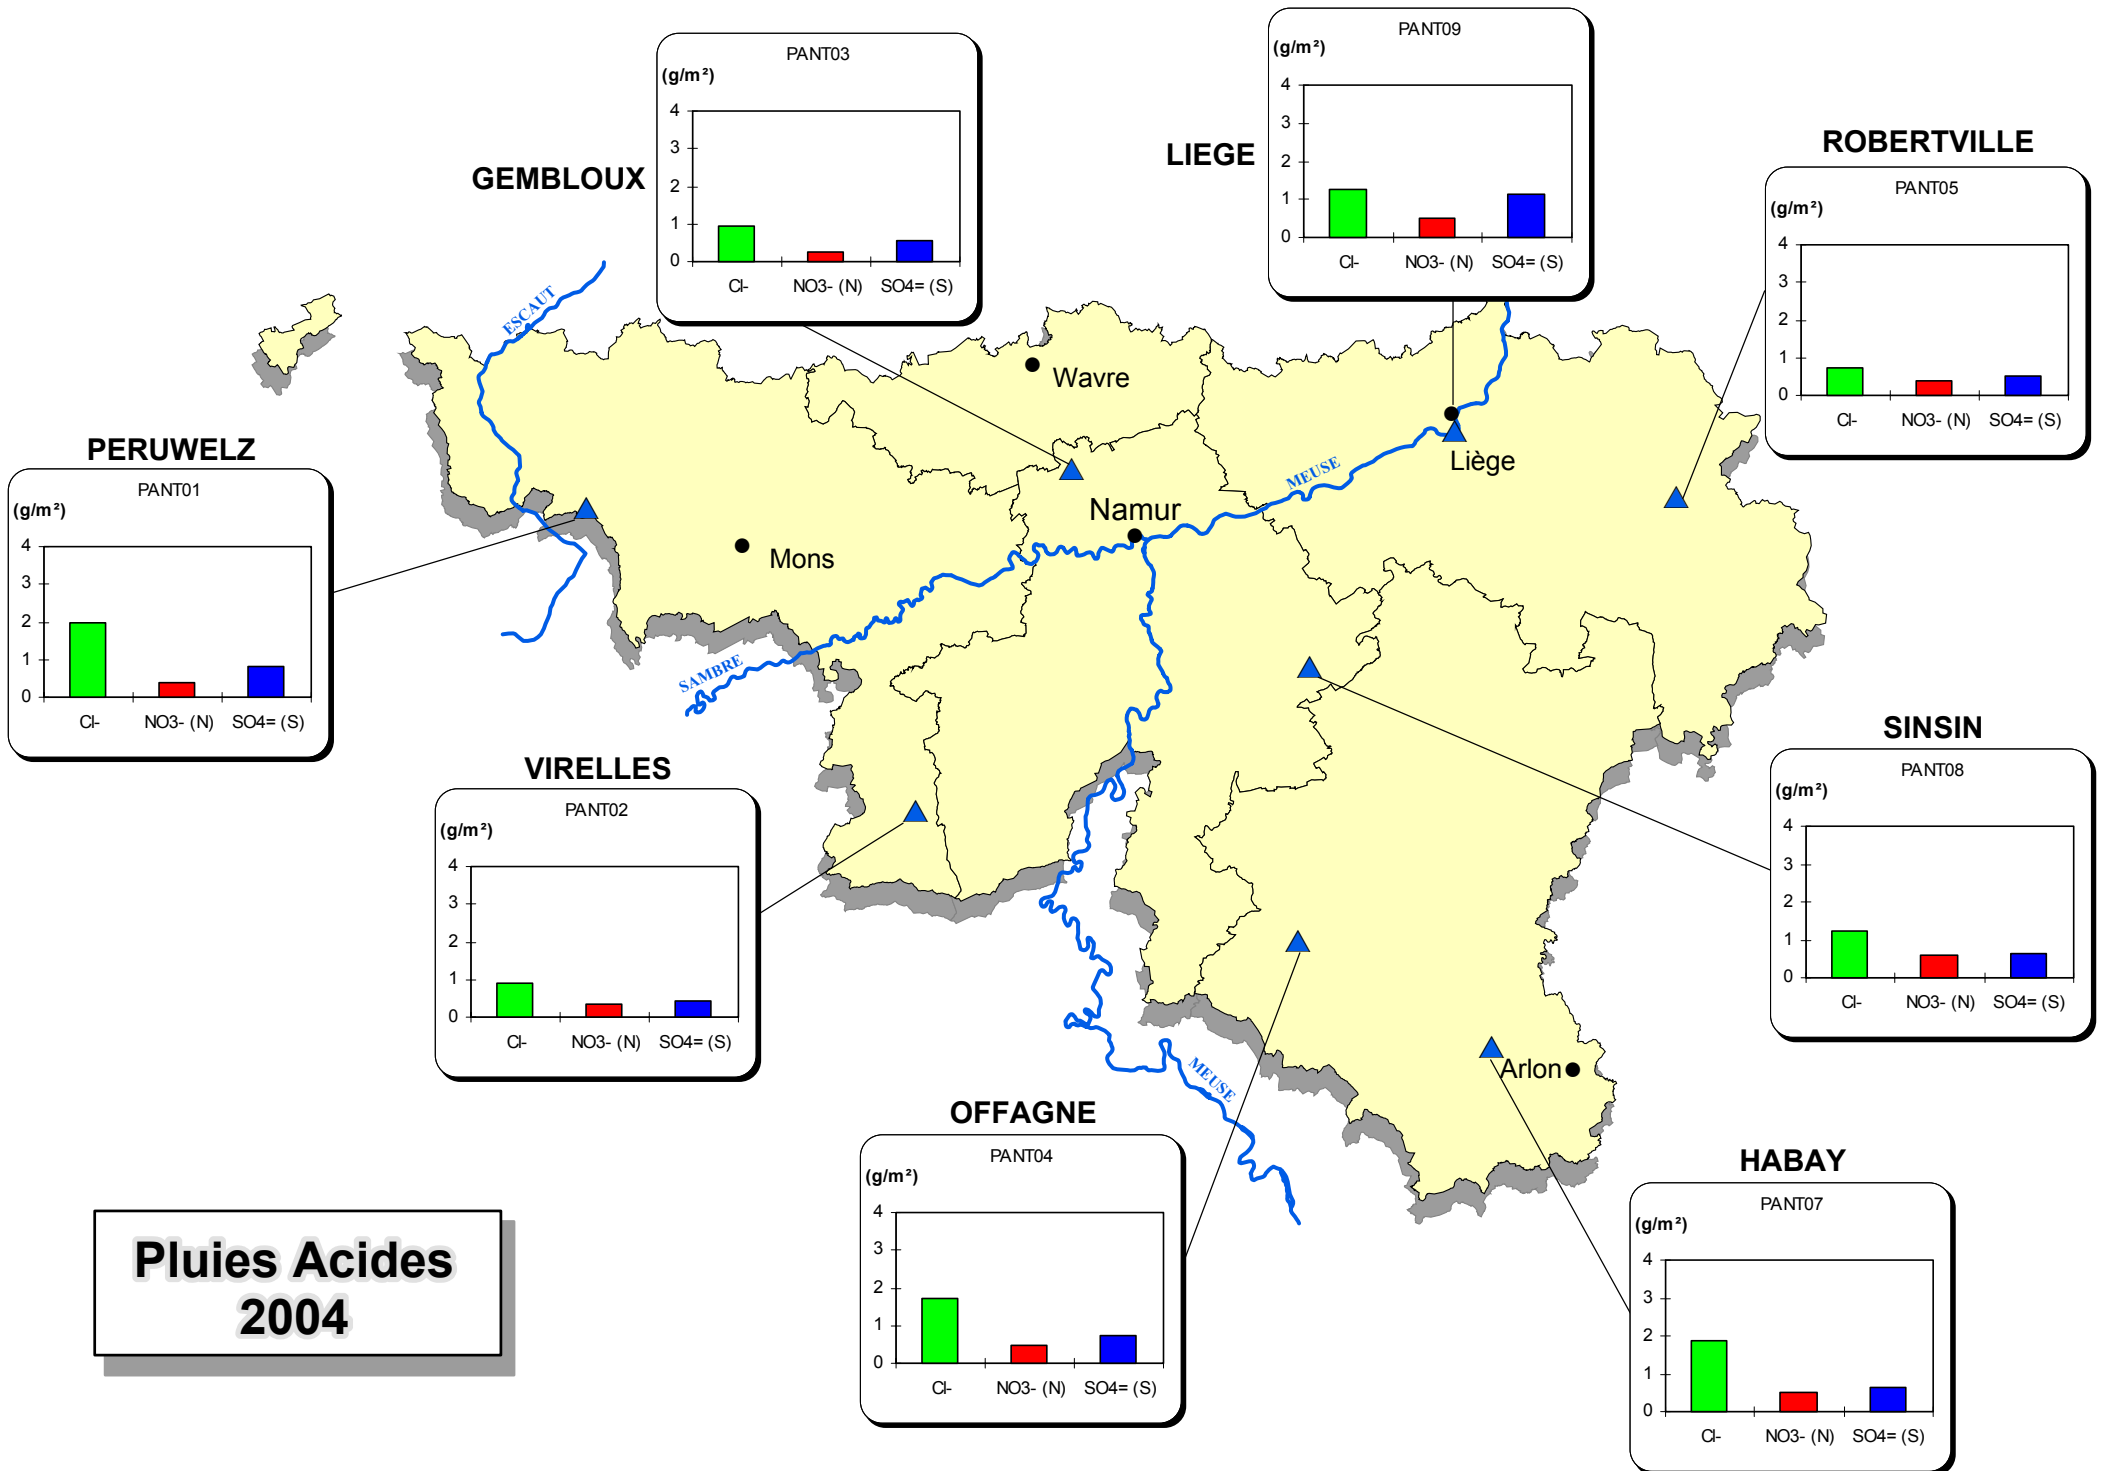 PANT03
(g/m²)
4
3
2
1
0
Cl-
NO3- (N)
SO4= (S)
GEMBLOUX
PANT09
(g/m²)
4
3
2
1
0
Cl-
NO3- (N)
SO4= (S)
LIEGE
ROBERTVILLE
PANT05
(g/m²)
4
3
2
1
0
Cl-
NO3- (N)
SO4= (S)
ESCAUT
Wavre
PERUWELZ
PANT01
(g/m²)
4
3
2
1
0
Cl-
NO3- (N)
SO4= (S)
Liège
MEUSE
Namur
Mons
SAMBRE
SINSIN
PANT08
(g/m²)
4
3
2
1
0
Cl-
NO3- (N)
SO4= (S)
VIRELLES
PANT02
(g/m²)
4
3
2
1
0
Cl-
NO3- (N)
SO4= (S)
Arlon
MEUSE
OFFAGNE
PANT04
(g/m²)
4
3
2
1
0
Cl-
NO3- (N)
SO4= (S)
HABAY
PANT07
(g/m²)
4
3
2
1
0
Cl-
NO3- (N)
SO4= (S)
Pluies Acides
2004